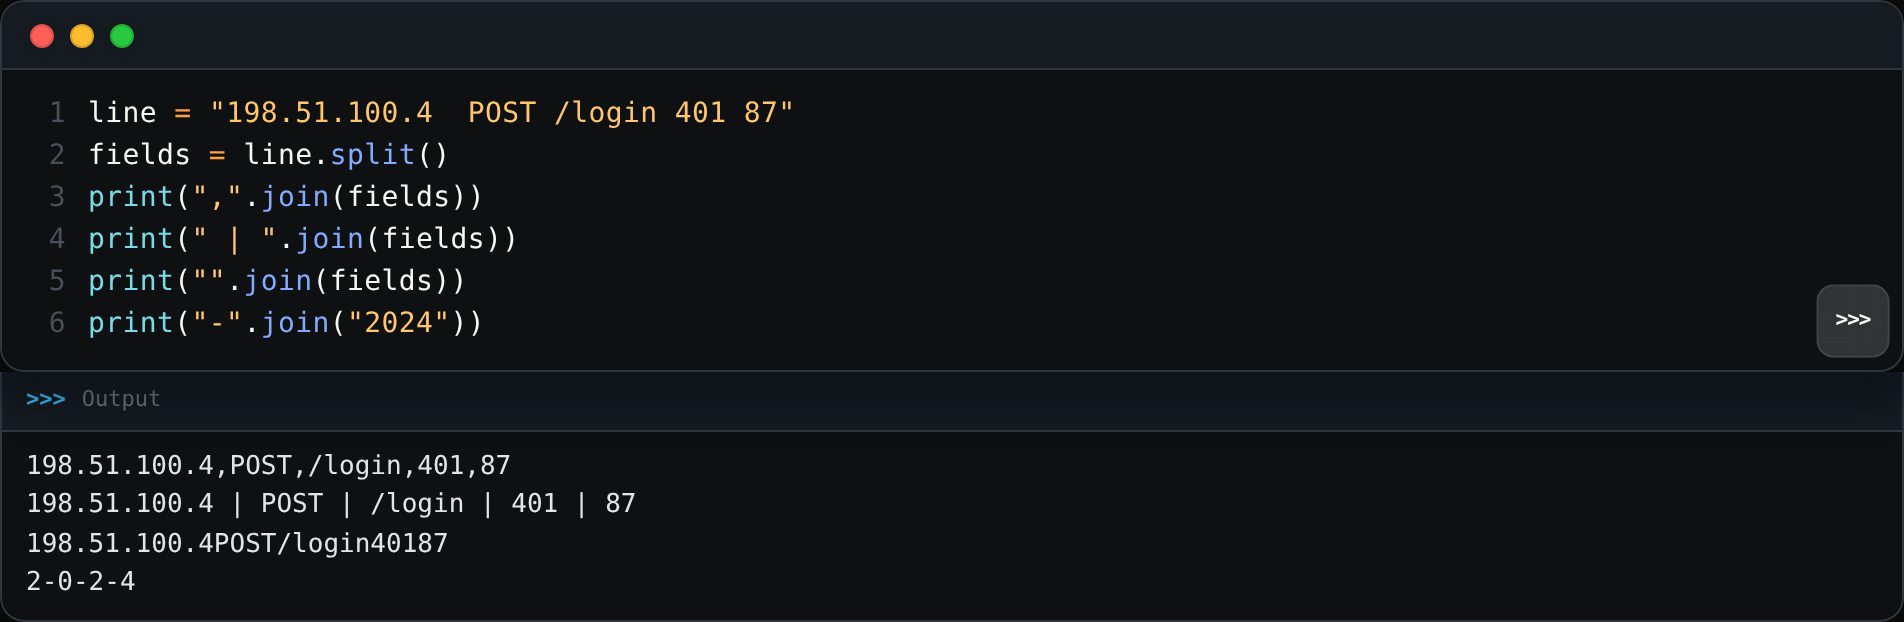 1 line = "198.51.100.4  POST /login 401 87"
2 fields = line.split()
3 print(",".join(fields))
4 print(" | ".join(fields))
5 print("".join(fields))
6 print("-".join("2024"))
>>>
>>> Output
198.51.100.4,POST,/login,401,87
198.51.100.4 | POST | /login | 401 | 87
198.51.100.4POST/login40187
2-0-2-4